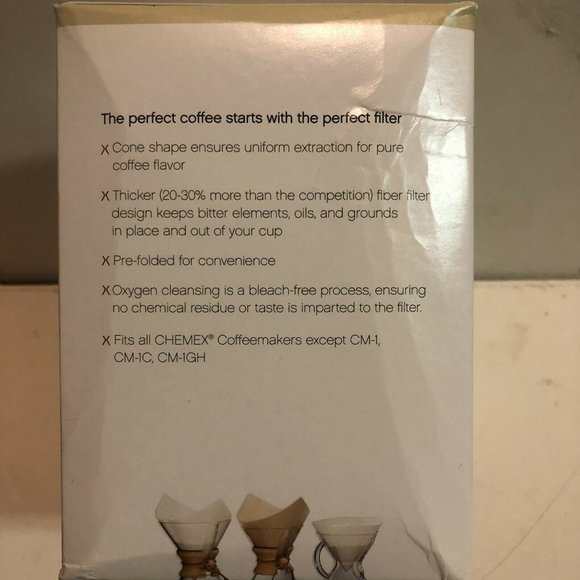 The perfect coffee starts with the perfect filter
X Cone shape ensures uniform extraction for pure
coffee flavor
X Thicker (20-30% more than the competition) fiber filter
design keeps bitter elements, oils, and grounds
in place and out of your cup
X Pre-folded for convenience
X Oxygen cleansing is a bleach-free process, ensuring
no chemical residue or taste is imparted to the filter.
X Fits all CHEMEX® Coffeemakers except CM-1,
CM-1C, CM-1GH